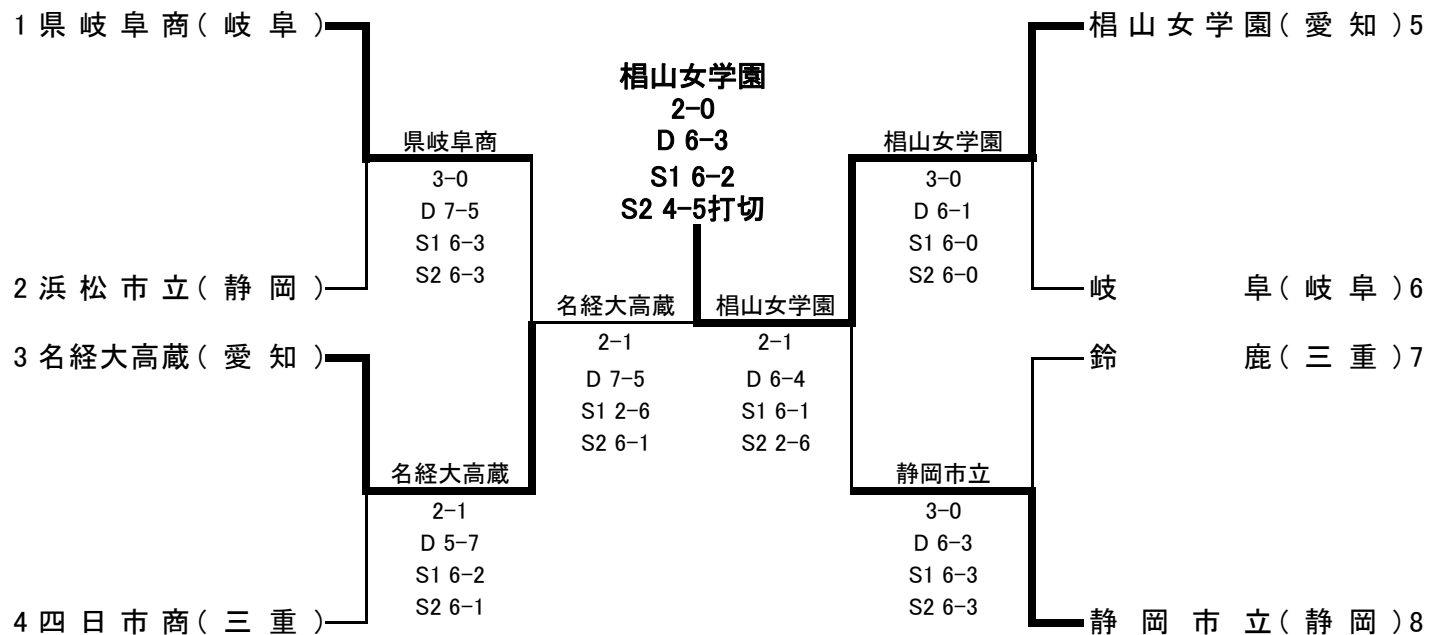 1 県岐阜商(岐阜)
椙山女学園(愛知)5
椙山女学園
2-0
D 6-3
S1 6-2
S2 4-5打切
県岐阜商
3-0
D 7-5
S1 6-3
S2 6-3
椙山女学園
3-0
D 6-1
S1 6-0
S2 6-0
2 浜松市立(静岡)
岐阜(岐阜)6
名経大高蔵
2-1
D 7-5
S1 2-6
S2 6-1
椙山女学園
2-1
D 6-4
S1 6-1
S2 2-6
3 名経大高蔵(愛知)
鈴鹿(三重)7
名経大高蔵
2-1
D 5-7
S1 6-2
S2 6-1
静岡市立
3-0
D 6-3
S1 6-3
S2 6-3
4 四日市商(三重)
静岡市立(静岡)8